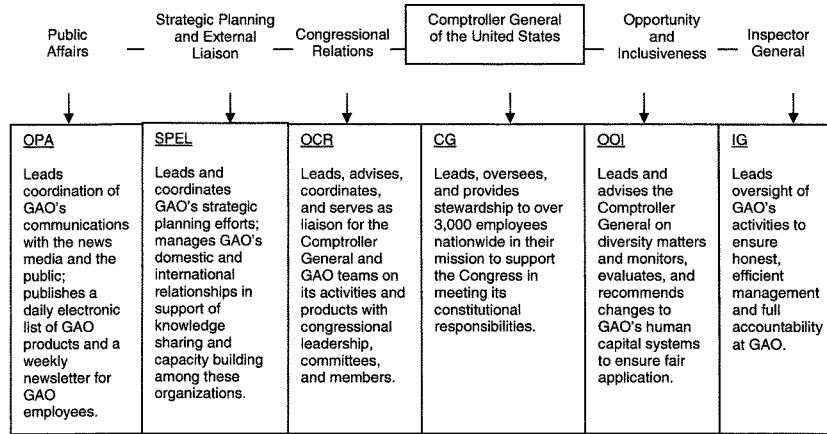 Public
Affairs
Strategic Planning
and External
Liaison
Congressional
Relations
Comptroller General
of the United States
Opportunity
and
Inclusiveness
Inspector
General
OPA
Leads
coordination of
GAO's
communications
with the news
media and the
public;
publishes a
daily electronic
list of GAO
products and a
weekly
newsletter for
GAO
employees.
SPEL
Leads and
coordinates
GAO's strategic
planning efforts;
manages GAO's
domestic and
international
relationships in
support of
knowledge
sharing and
capacity building
among these
organizations.
OCR
Leads, advises,
coordinates,
and serves as
liaison for the
Comptroller
General and
GAO teams on
its activities and
products with
congressional
leadership,
committees,
and members.
CG
Leads, oversees,
and provides
stewardship to over
3,000 employees
nationwide in their
mission to support
the Congress in
meeting its
constitutional
responsibilities.
OOI
Leads and
advises the
Comptroller
General on
diversity matters
and monitors,
evaluates, and
recommends
changes to
GAO's human
capital systems
to ensure fair
application.
IG
Leads
oversight of
GAO's
activities to
ensure
honest,
efficient
management
and full
accountability
at GAO.